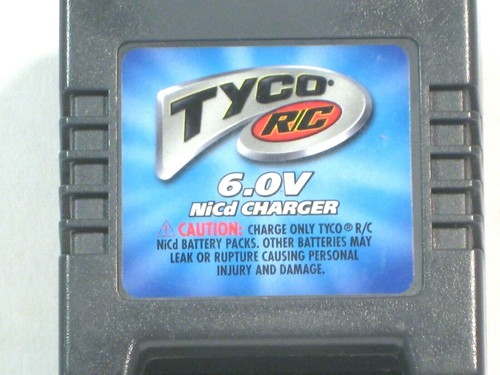 TYCO®
R/C
6.0V
NiCd CHARGER
⚠ CAUTION: CHARGE ONLY TYCO® R/C
NiCd BATTERY PACKS. OTHER BATTERIES MAY
LEAK OR RUPTURE CAUSING PERSONAL
INJURY AND DAMAGE.